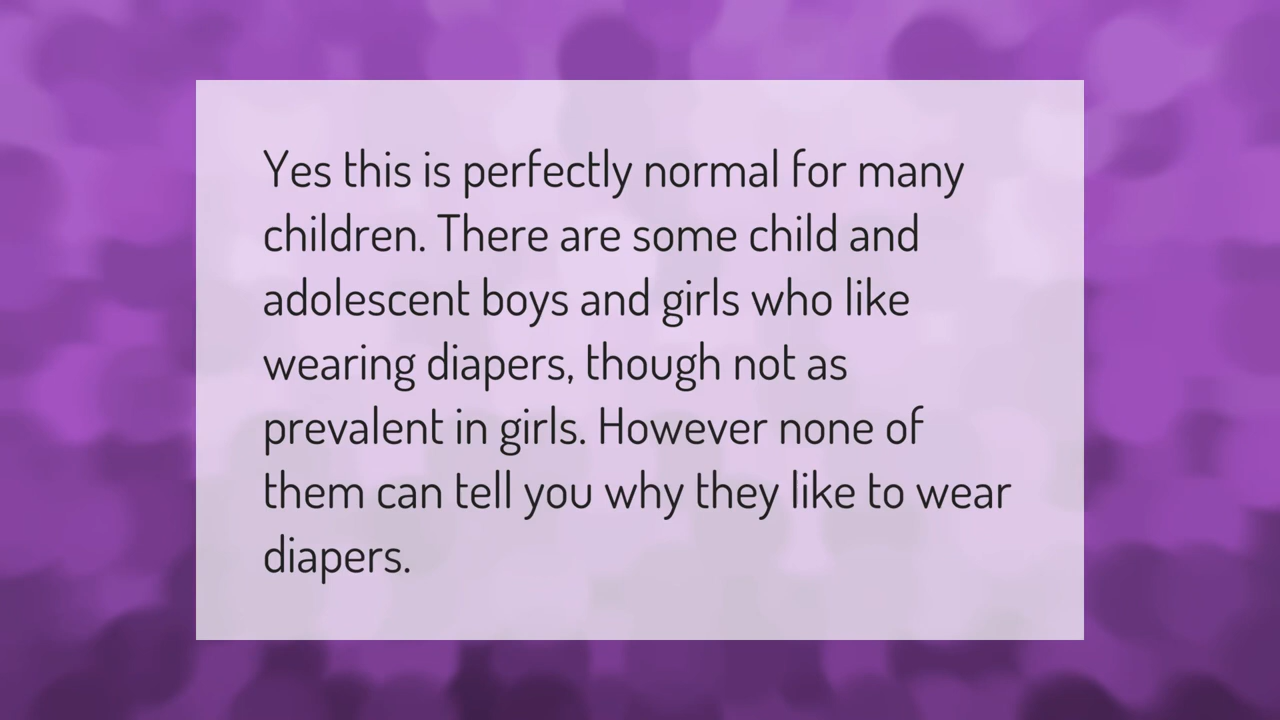 Yes this is perfectly normal for many
children. There are some child and
adolescent boys and girls who like
wearing diapers, though not as
prevalent in girls. However none of
them can tell you why they like to wear
diapers.